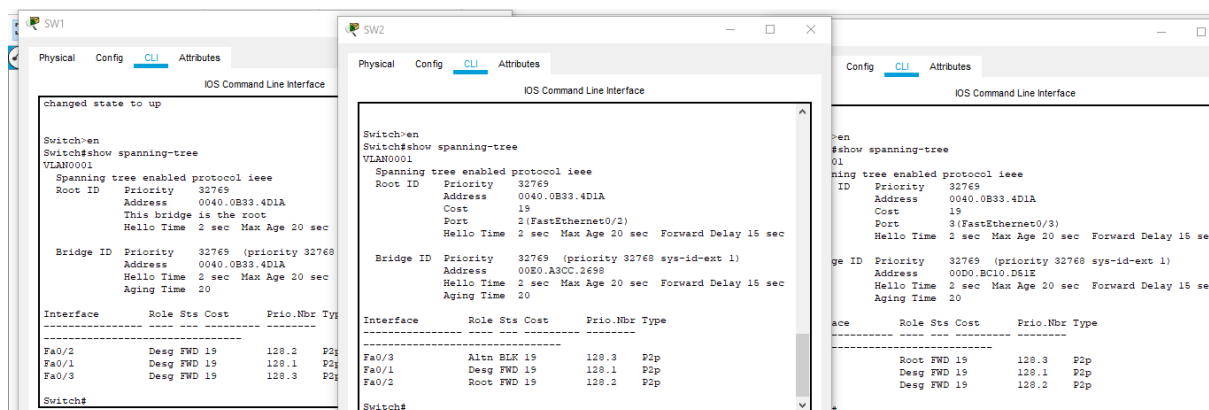 SW1
Physical Config CLI Attributes
IOS Command Line Interface
changed state to up
Switch>en
Switch#show spanning-tree
VLAN0001
Spanning tree enabled protocol ieee
Root ID Priority 32769
Address 0040.0B33.4D1A
This bridge is the root
Hello Time 2 sec Max Age 20 sec
Bridge ID Priority 32769 (priority 32768
Address 0040.0B33.4D1A
Hello Time 2 sec Max Age 20 sec
Aging Time 20
Interface Role Sts Cost Prio.Nbr Typ
---------------- ---- --- --------- --------
--------------------------------
Fa0/2 Desg FWD 19 128.2 P2p
Fa0/1 Desg FWD 19 128.1 P2p
Fa0/3 Desg FWD 19 128.3 P2p
Switch#
SW2
Physical Config CLI Attributes
IOS Command Line Interface
Switch>en
Switch#show spanning-tree
VLAN0001
Spanning tree enabled protocol ieee
Root ID Priority 32769
Address 0040.0B33.4D1A
Cost 19
Port 2(FastEthernet0/2)
Hello Time 2 sec Max Age 20 sec Forward Delay 15 sec
Bridge ID Priority 32769 (priority 32768 sys-id-ext 1)
Address 00E0.A3CC.2698
Hello Time 2 sec Max Age 20 sec Forward Delay 15 sec
Aging Time 20
Interface Role Sts Cost Prio.Nbr Type
---------------- ---- --- --------- --------
--------------------------------
Fa0/3 Altn BLK 19 128.3 P2p
Fa0/1 Desg FWD 19 128.1 P2p
Fa0/2 Root FWD 19 128.2 P2p
Switch#
Config CLI Attributes
IOS Command Line Interface
>en
#show spanning-tree
01
ning tree enabled protocol ieee
ID Priority 32769
Address 0040.0B33.4D1A
Cost 19
Port 3(FastEthernet0/3)
Hello Time 2 sec Max Age 20 sec Forward Delay 15 se
ge ID Priority 32769 (priority 32768 sys-id-ext 1)
Address 00D0.BC10.D51E
Hello Time 2 sec Max Age 20 sec Forward Delay 15 se
Aging Time 20
ace Role Sts Cost Prio.Nbr Type
---------- ---- --- --------- --------
-------------------------
Root FWD 19 128.3 P2p
Desg FWD 19 128.1 P2p
Desg FWD 19 128.2 P2p
#